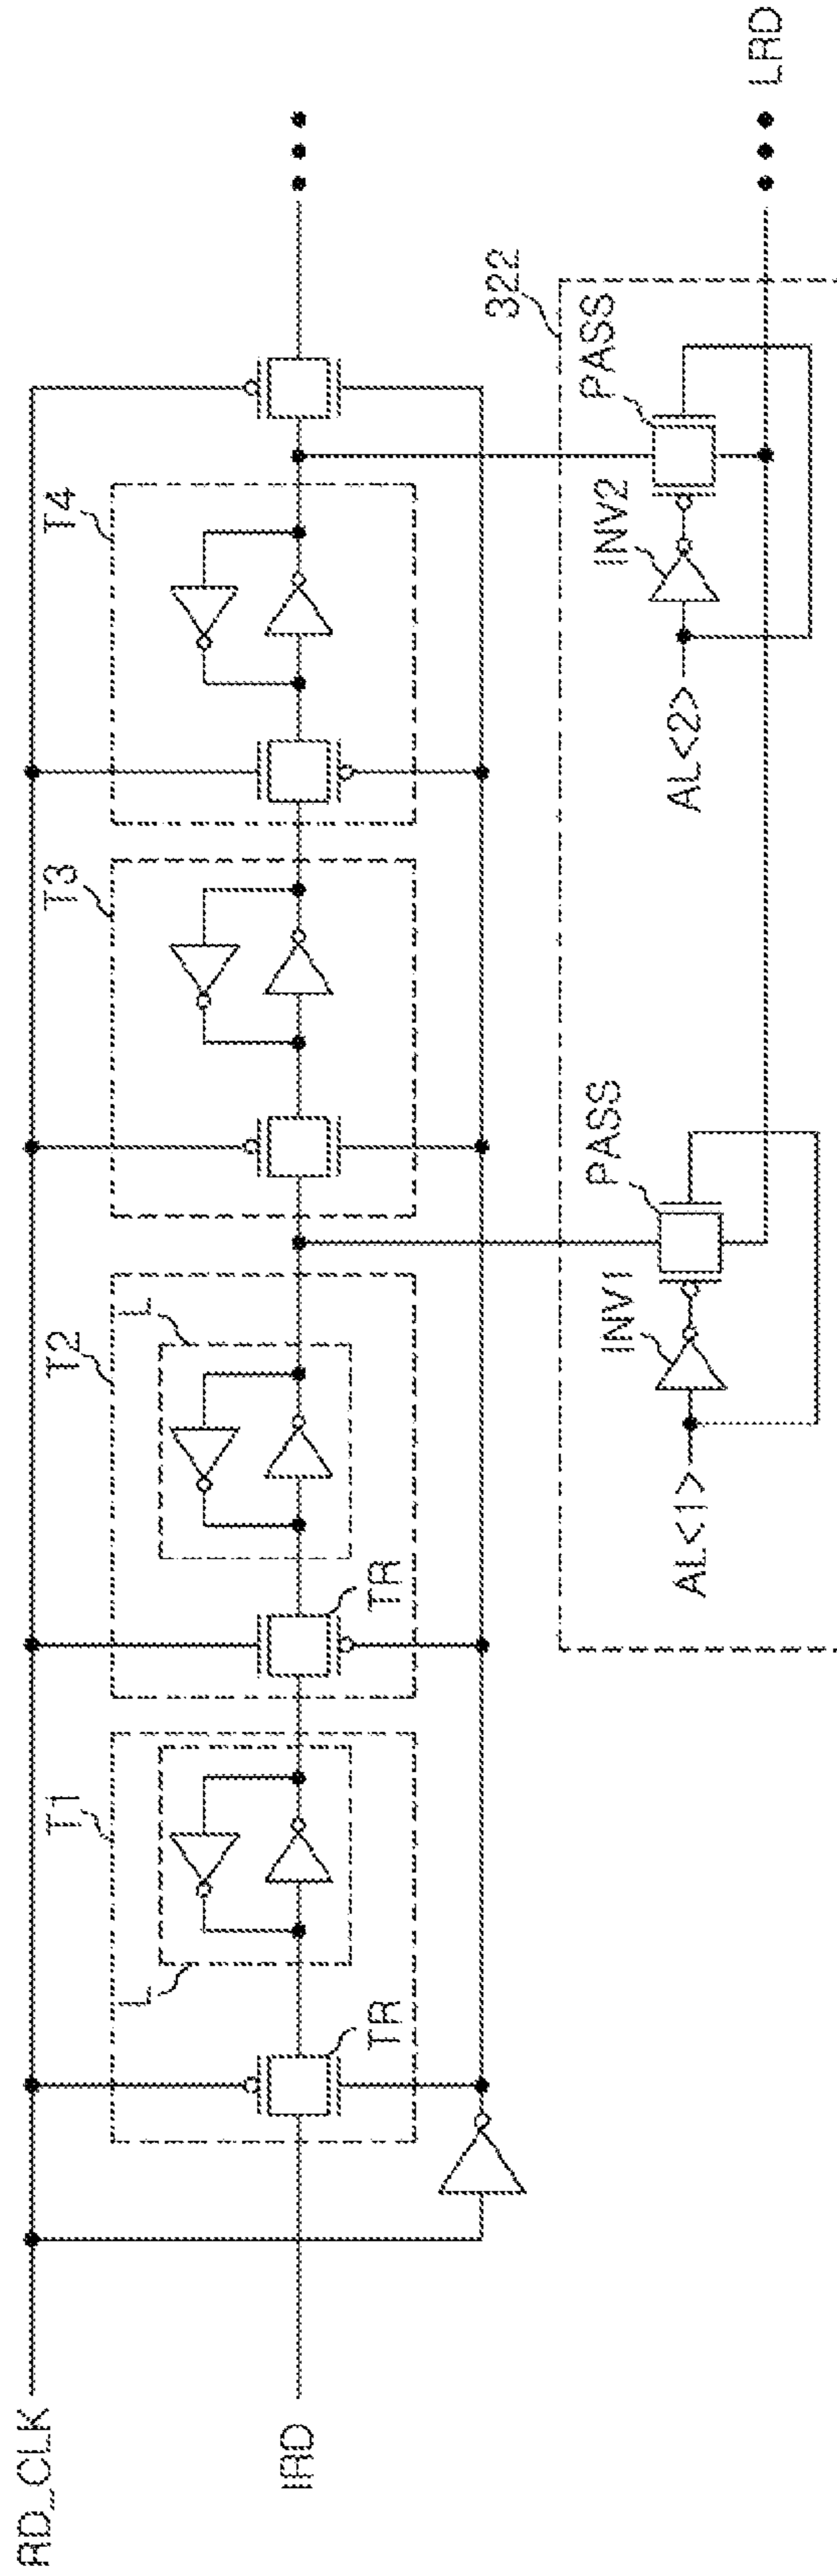 RD_CLK
IRD
T1
L
TR
T2
L
TR
T3
T4
322
AL<1>
INV1
PASS
AL<2>
INV2
PASS
LRD